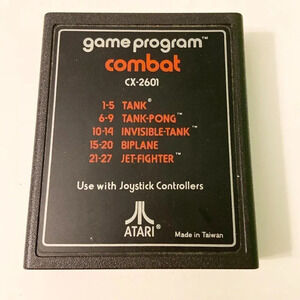 game program™
combat
CX-2601
1-5 TANK®
6-9 TANK-PONG™
10-14 INVISIBLE-TANK™
15-20 BIPLANE
21-27 JET-FIGHTER™
Use with Joystick Controllers
ATARI®
Made in Taiwan